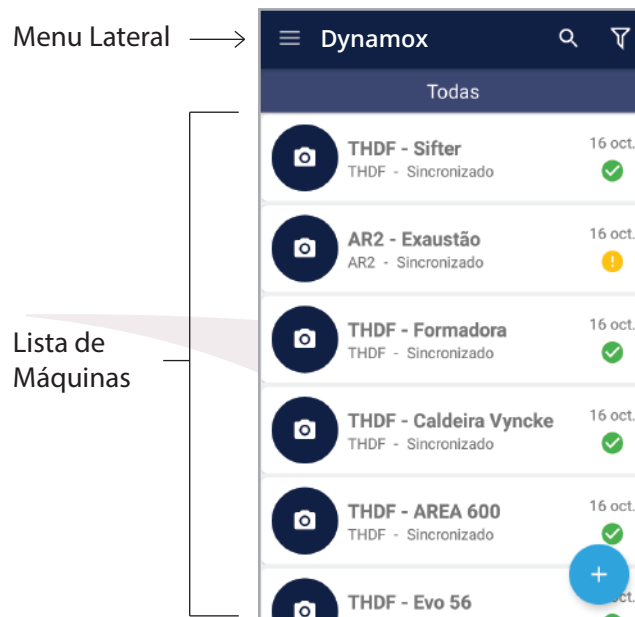 Menu Lateral
Dynamox
Todas
THDF - Sifter
16 oct.
THDF - Sincronizado
AR2 - Exaustão
16 oct.
AR2 - Sincronizado
Lista de
Máquinas
THDF - Formadora
16 oct.
THDF - Sincronizado
THDF - Caldeira Vyncke
16 oct.
THDF - Sincronizado
THDF - AREA 600
16 oct.
THDF - Sincronizado
THDF - Evo 56
oct.